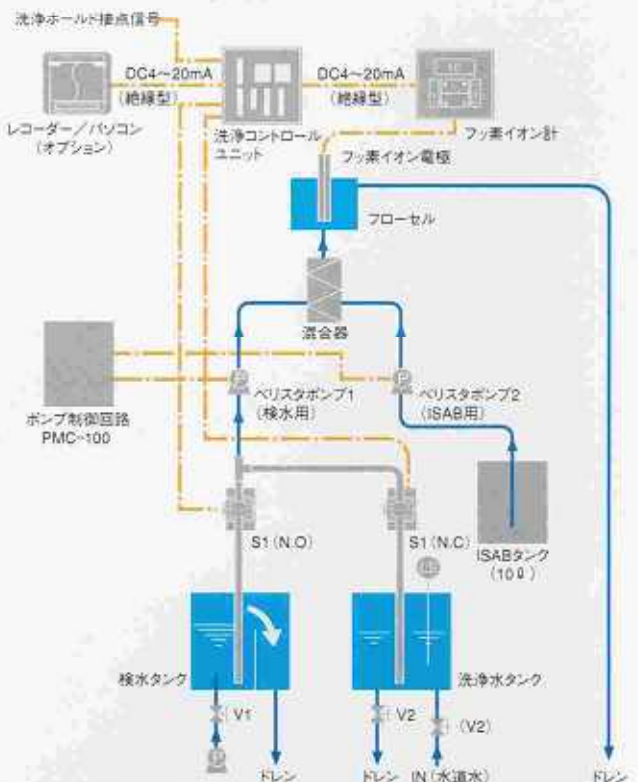 洗浄ホールド接点信号
DC4～20mA
(絶縁型)
DC4～20mA
(絶縁型)
レコーダー/パソコン
(オプション)
洗浄コントロール
ユニット
フッ素イオン計
フッ素イオン電極
フローセル
混合器
P
ペリスタポンプ1
(検水用)
P
ペリスタポンプ2
(ISAB用)
ポンプ制御回路
PMC-100
S1(N.O)
S1(N.C)
ISABタンク
(10ℓ)
検水タンク
洗浄水タンク
V1
V2
(V2)
P
ドレン
ドレン
IN(水道水)
ドレン